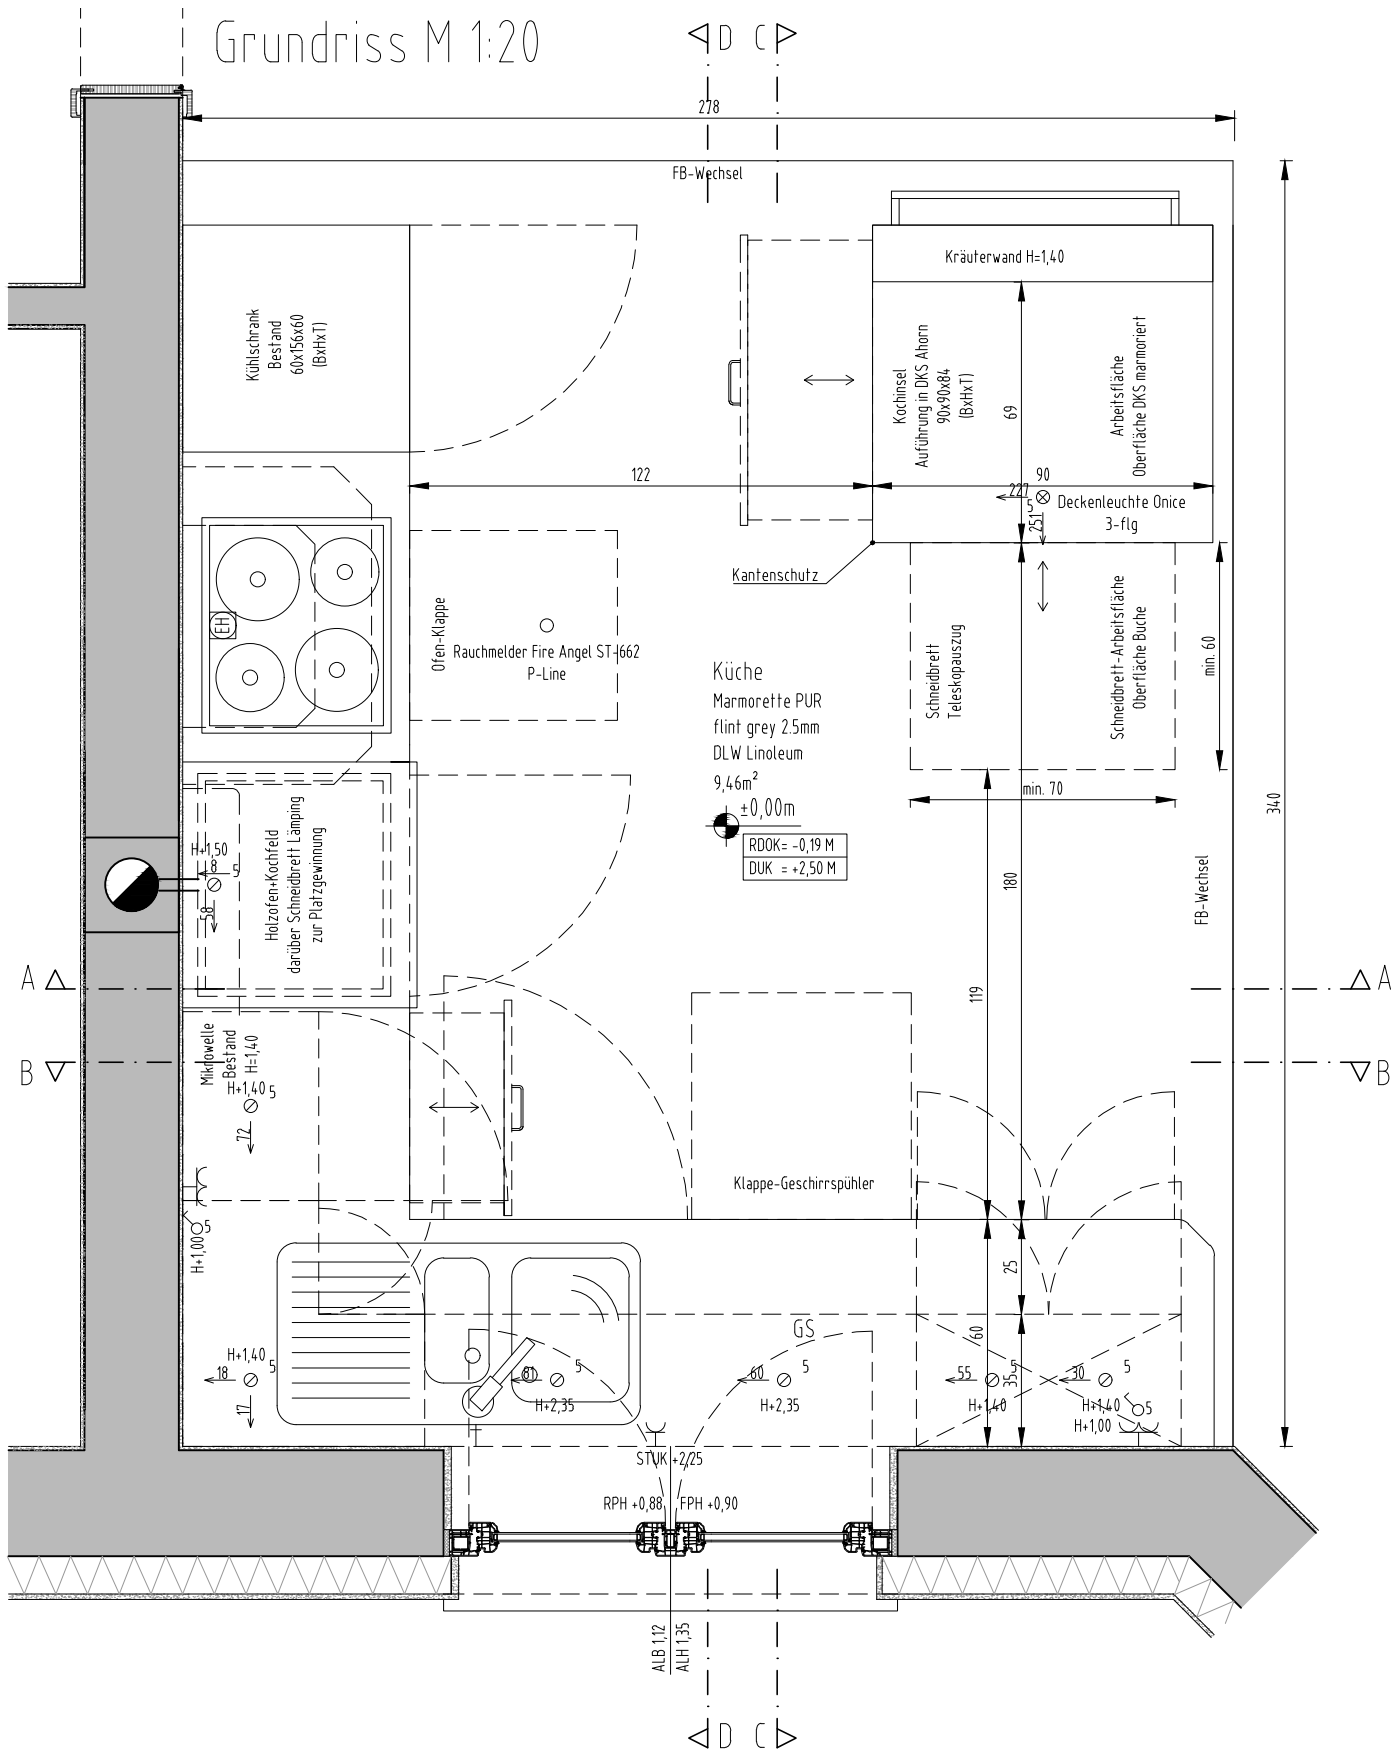 Grundriss M 1:20
D C
278
FB-Wechsel
Kräuterwand H=1,40
Kühlschrank
Bestand
60x156x60
(BxHxT)
Kochinsel
Auführung in DKS Ahorn
90x90x84
(BxHxT)
69
Arbeitsfläche
Oberfläche DKS marmoriert
122
90
227
5
251
Deckenleuchte Onice
3-flg
Kantenschutz
EH
Ofen-Klappe
Rauchmelder Fire Angel ST-662
P-Line
Küche
Marmorette PUR
flint grey 2.5mm
DLW Linoleum
9,46m²
±0,00m
RDOK= -0,19 M
DUK = +2,50 M
Schneidbrett
Teleskopauszug
Schneidbrett-Arbeitsfläche
Oberfläche Buche
min. 60
min. 70
340
180
119
FB-Wechsel
H+1,50
8
5
58
Holzofen+Kochfeld
darüber Schneidbrett Lämping
zur Platzgewinnung
A
A
B
B
Mikrowelle
Bestand
H=1,40
H+1,40
5
72
5
H+1,00
Klappe-Geschirrspühler
25
60
35
GS
H+1,40
18
5
17
81
5
H+2,35
60
5
H+2,35
55
5
H+1,40
30
5
H+1,40
5
H+1,00
STUK +2,25
RPH +0,88
FPH +0,90
ALB 1,12
ALH 1,35
D C